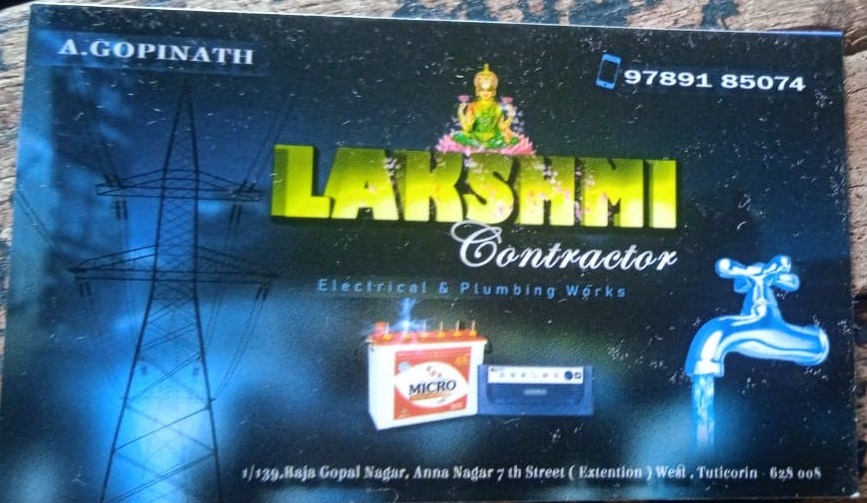 A.GOPINATH
97891 85074
LAKSHMI
Contractor
Electrical & Plumbing Works
MICRO
1/139,Raja Gopal Nagar, Anna Nagar 7 th Street ( Extention ) West , Tuticorin - 628 008